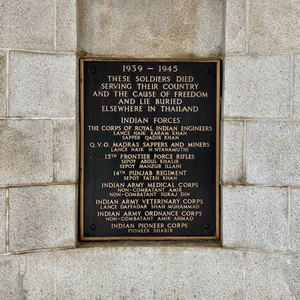 1939 – 1945
THESE SOLDIERS DIED
SERVING THEIR COUNTRY
AND THE CAUSE OF FREEDOM
AND LIE BURIED
ELSEWHERE IN THAILAND
INDIAN FORCES
THE CORPS OF ROYAL INDIAN ENGINEERS
LANCE NAIK KARAM KHAN
SAPPER QADIR KHAN
Q.V.O. MADRAS SAPPERS AND MINERS
LANCE NAIK N NYANAMUTHI
13TH FRONTIER FORCE RIFLES
SEPOY ABDUL KHALIK
SEPOY MANZUR ILLAHI
14TH PUNJAB REGIMENT
SEPOY FATEH KHAN
INDIAN ARMY MEDICAL CORPS
NON-COMBATANT AMIR
NON-COMBATANT SURAJ DIN
INDIAN ARMY VETERINARY CORPS
LANCE DAFFADAR SHAH MUHAMMAD
INDIAN ARMY ORDNANCE CORPS
NON-COMBATANT AMIR AHMAD
INDIAN PIONEER CORPS
PIONEER SHABIR